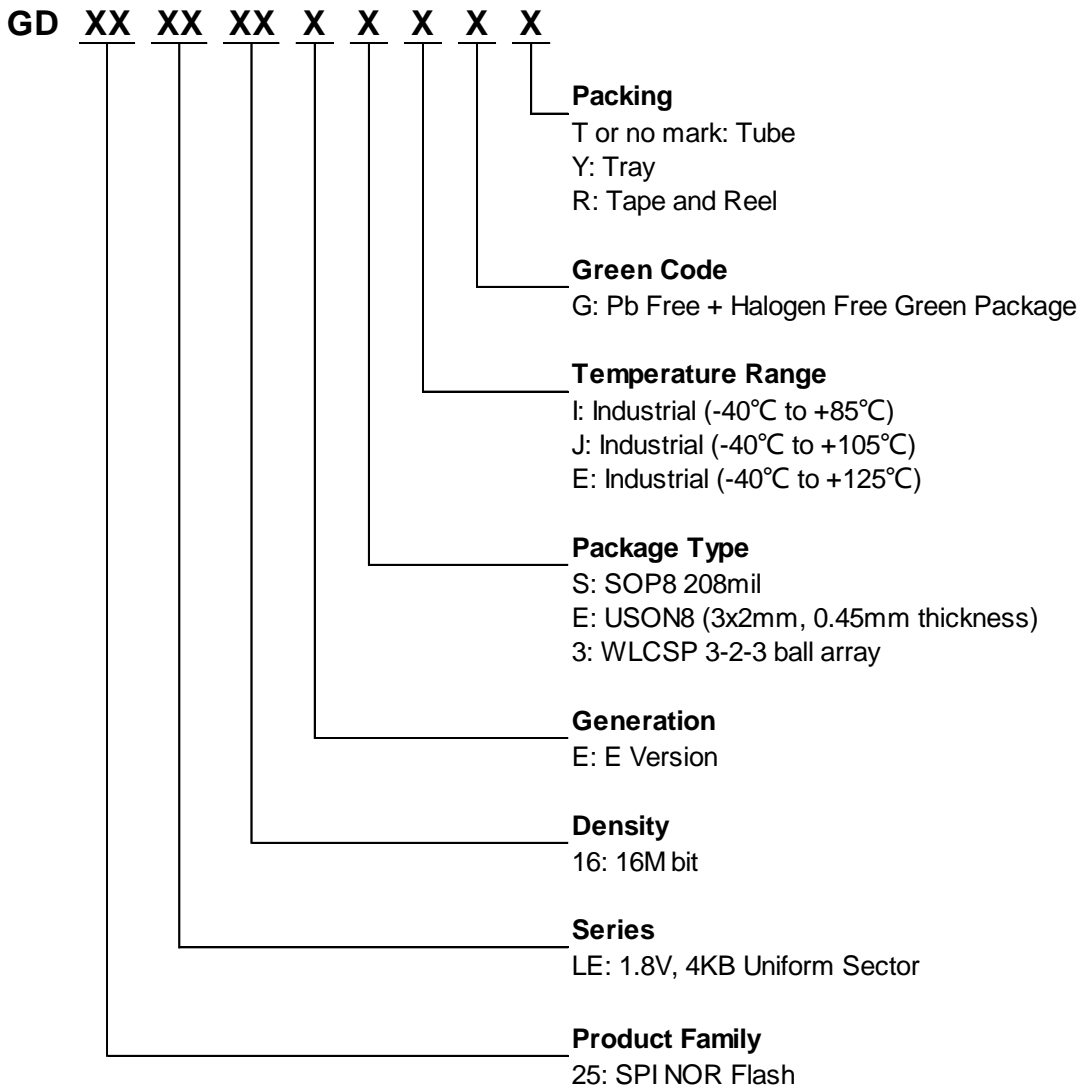 GD XX XX XX X X X X X
Packing
T or no mark: Tube
Y: Tray
R: Tape and Reel
Green Code
G: Pb Free + Halogen Free Green Package
Temperature Range
I: Industrial (-40℃ to +85℃)
J: Industrial (-40℃ to +105℃)
E: Industrial (-40℃ to +125℃)
Package Type
S: SOP8 208mil
E: USON8 (3x2mm, 0.45mm thickness)
3: WLCSP 3-2-3 ball array
Generation
E: E Version
Density
16: 16M bit
Series
LE: 1.8V, 4KB Uniform Sector
Product Family
25: SPI NOR Flash